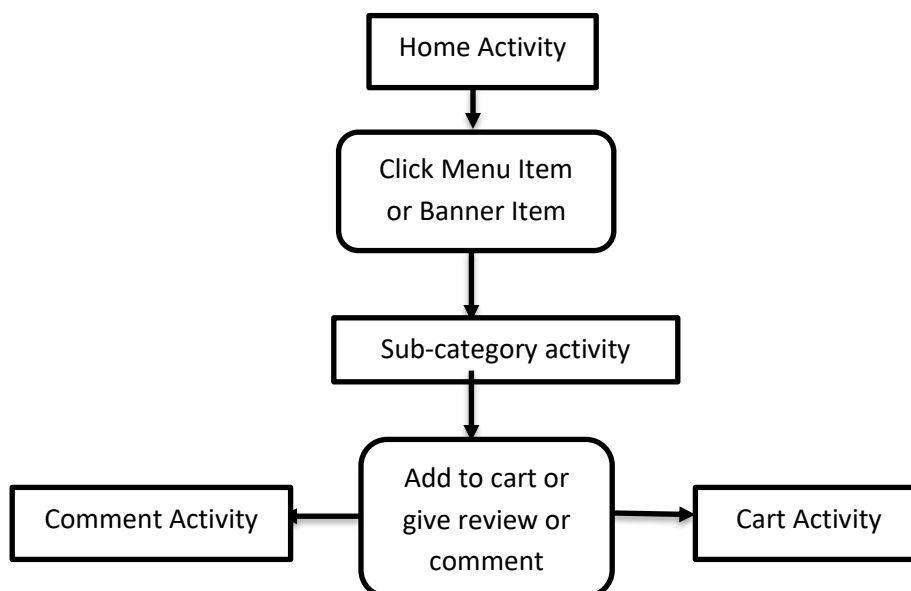 Home Activity
Click Menu Item
or Banner Item
Sub-category activity
Add to cart or
give review or
comment
Comment Activity
Cart Activity